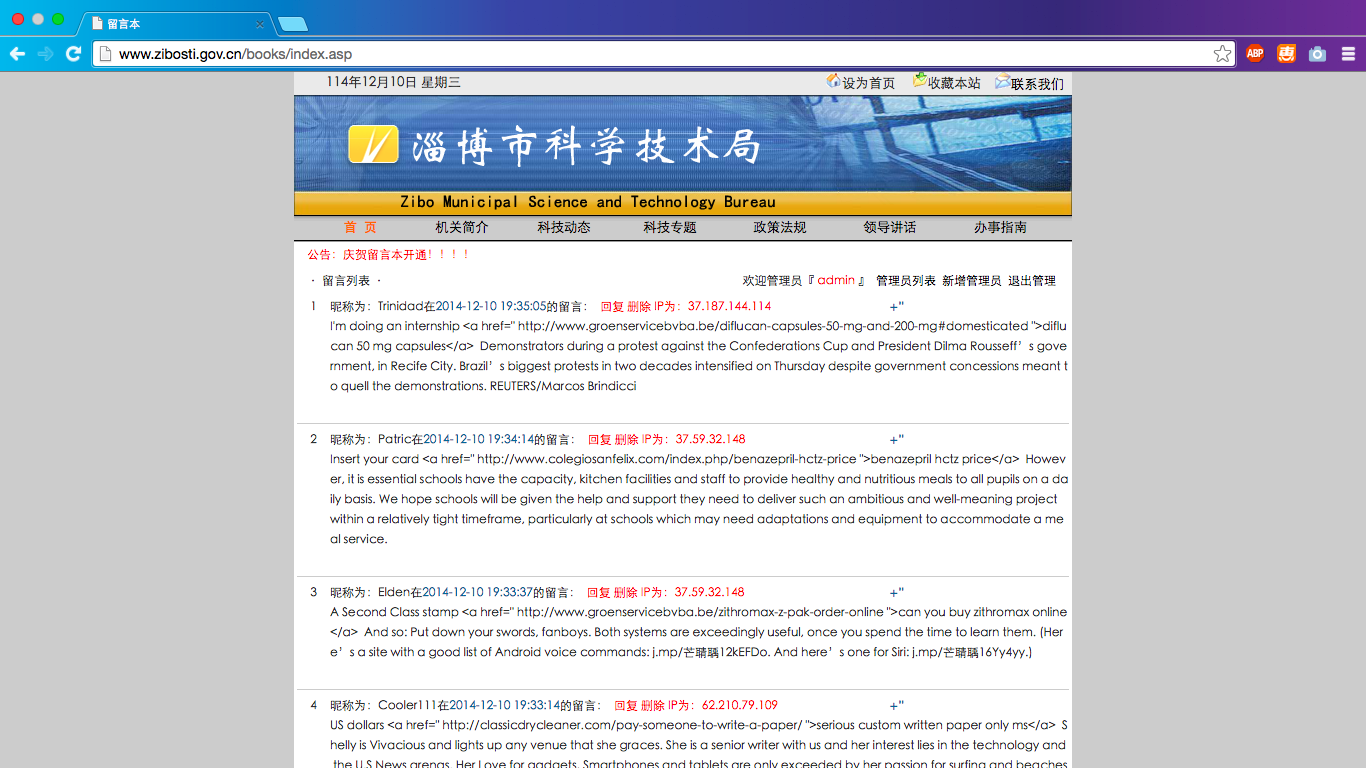 留言本
www.zibosti.gov.cn/books/index.asp
ABP
惠
114年12月10日 星期三 设为首页 收藏本站 联系我们
淄博市科学技术局
Zibo Municipal Science and Technology Bureau
首 页 机关简介 科技动态 科技专题 政策法规 领导讲话 办事指南
公告：庆贺留言本开通！！！！
· 留言列表 · 欢迎管理员『 admin 』 管理员列表 新增管理员 退出管理
1 昵称为：Trinidad在2014-12-10 19:35:05的留言： 回复 删除 IP为：37.187.144.114 +"
I'm doing an internship <a href=" http://www.groenservicebvba.be/diflucan-capsules-50-mg-and-200-mg#domesticated ">diflu
can 50 mg capsules</a> Demonstrators during a protest against the Confederations Cup and President Dilma Rousseff’s gove
rnment, in Recife City. Brazil’s biggest protests in two decades intensified on Thursday despite government concessions meant t
o quell the demonstrations. REUTERS/Marcos Brindicci
2 昵称为：Patric在2014-12-10 19:34:14的留言： 回复 删除 IP为：37.59.32.148 +"
Insert your card <a href=" http://www.colegiosanfelix.com/index.php/benazepril-hctz-price ">benazepril hctz price</a> Howev
er, it is essential schools have the capacity, kitchen facilities and staff to provide healthy and nutritious meals to all pupils on a da
ily basis. We hope schools will be given the help and support they need to deliver such an ambitious and well-meaning project
within a relatively tight timeframe, particularly at schools which may need adaptations and equipment to accommodate a me
al service.
3 昵称为：Elden在2014-12-10 19:33:37的留言： 回复 删除 IP为：37.59.32.148 +"
A Second Class stamp <a href=" http://www.groenservicebvba.be/zithromax-z-pak-order-online ">can you buy zithromax online
</a> And so: Put down your swords, fanboys. Both systems are exceedingly useful, once you spend the time to learn them. (Her
e’s a site with a good list of Android voice commands: j.mp/芒聙聥12kEFDo. And here’s one for Siri: j.mp/芒聙聥16Yy4yy.)
4 昵称为：Cooler111在2014-12-10 19:33:14的留言： 回复 删除 IP为：62.210.79.109 +"
US dollars <a href=" http://classicdrycleaner.com/pay-someone-to-write-a-paper/ ">serious custom written paper only ms</a> S
helly is Vivacious and lights up any venue that she graces. She is a senior writer with us and her interest lies in the technology and
the U.S News arenas. Her Love for gadgets, Smartphones and tablets are only exceeded by her passion for surfing and beaches